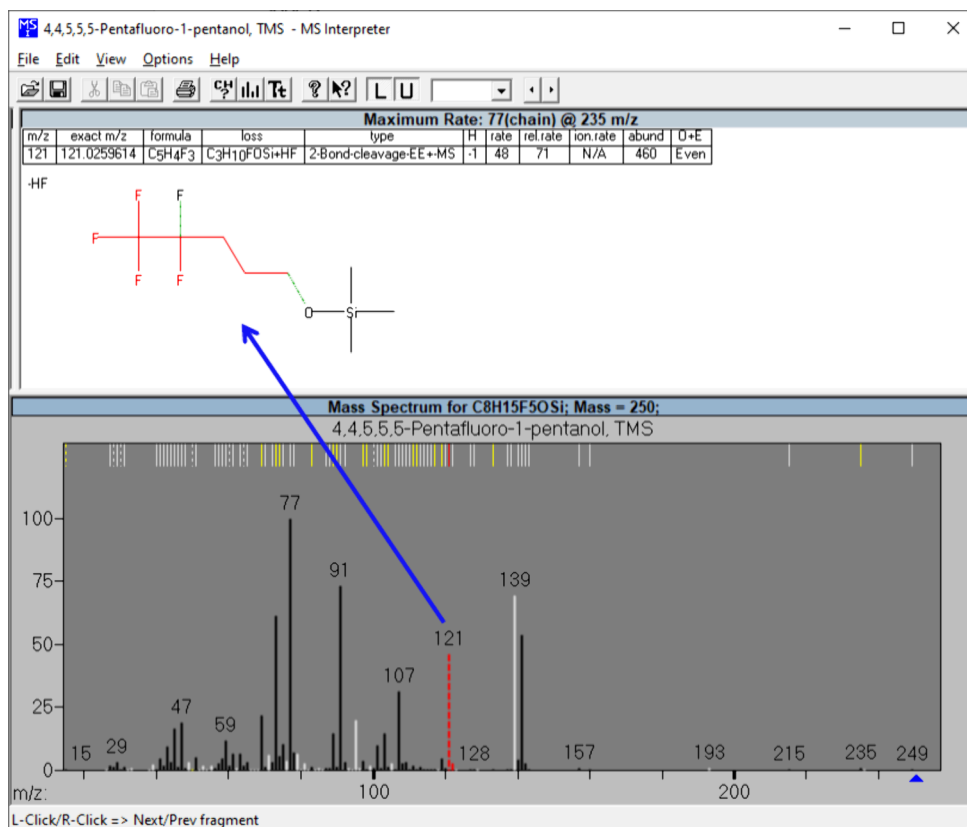 4,4,5,5,5-Pentafluoro-1-pentanol, TMS - MS Interpreter
File Edit View Options Help
L U
Maximum Rate: 77(chain) @ 235 m/z
m/z exact m/z formula loss type H rate rel.rate ion.rate abund O+E
121 121.0259614 C5H4F3 C3H10FOSi+HF 2-Bond-cleavage-EE+-MS -1 48 71 N/A 460 Even
-HF
F F
F
F F
O Si
Mass Spectrum for C8H15F5OSi; Mass = 250;
4,4,5,5,5-Pentafluoro-1-pentanol, TMS
100
77
75
91
139
50
121
107
25
47
59
15 29 128 157 193 215 235 249
0
m/z: 100 200
L-Click/R-Click => Next/Prev fragment